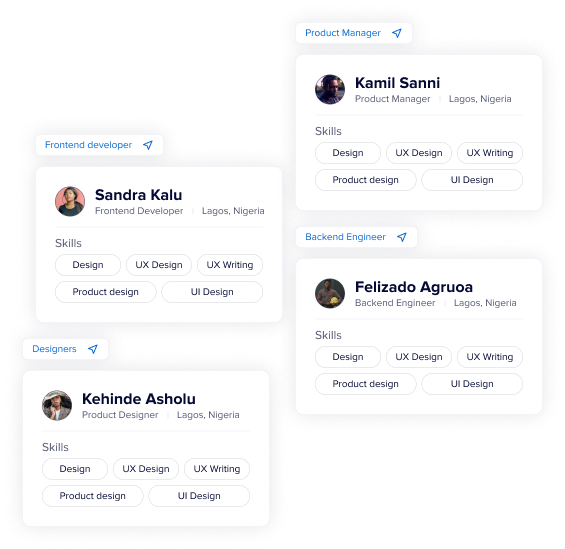 Product Manager
Kamil Sanni
Product Manager | Lagos, Nigeria
Skills
Design UX Design UX Writing
Product design UI Design
Frontend developer
Sandra Kalu
Frontend Developer | Lagos, Nigeria
Skills
Design UX Design UX Writing
Product design UI Design
Backend Engineer
Felizado Agruoa
Backend Engineer | Lagos, Nigeria
Skills
Design UX Design UX Writing
Product design UI Design
Designers
Kehinde Asholu
Product Designer | Lagos, Nigeria
Skills
Design UX Design UX Writing
Product design UI Design